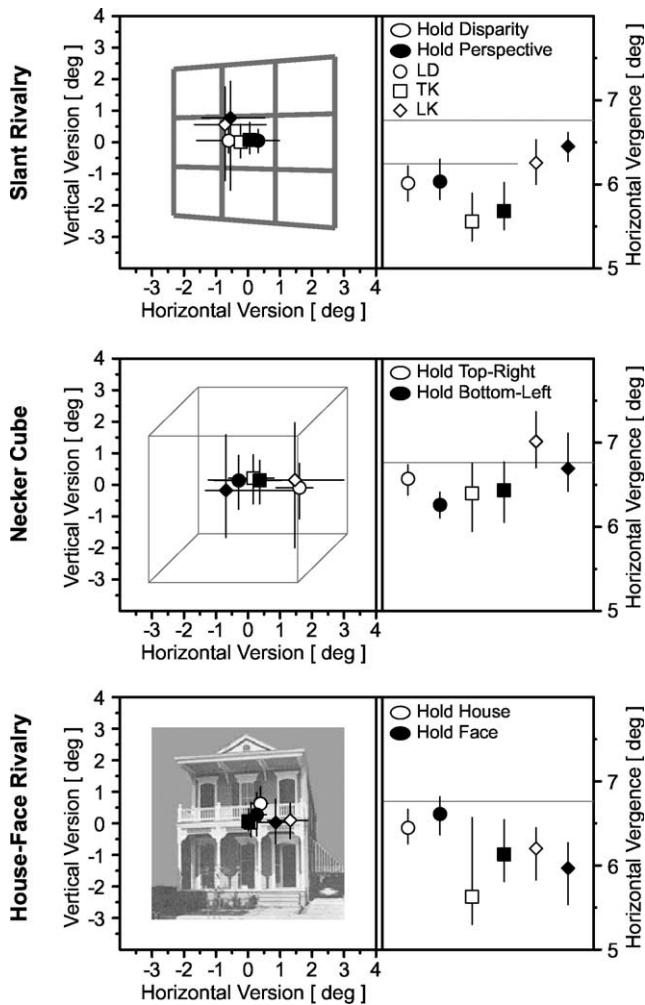 Slant Rivalry
Vertical Version [ deg ]
4
3
2
1
0
-1
-2
-3
-3 -2 -1 0 1 2 3 4
Horizontal Version [ deg ]
Hold Disparity
Hold Perspective
LD
TK
LK
7
6
5
Horizontal Vergence [ deg ]
Necker Cube
Vertical Version [ deg ]
4
3
2
1
0
-1
-2
-3
-3 -2 -1 0 1 2 3 4
Horizontal Version [ deg ]
Hold Top-Right
Hold Bottom-Left
7
6
5
Horizontal Vergence [ deg ]
House-Face Rivalry
Vertical Version [ deg ]
4
3
2
1
0
-1
-2
-3
-3 -2 -1 0 1 2 3 4
Horizontal Version [ deg ]
Hold House
Hold Face
7
6
5
Horizontal Vergence [ deg ]